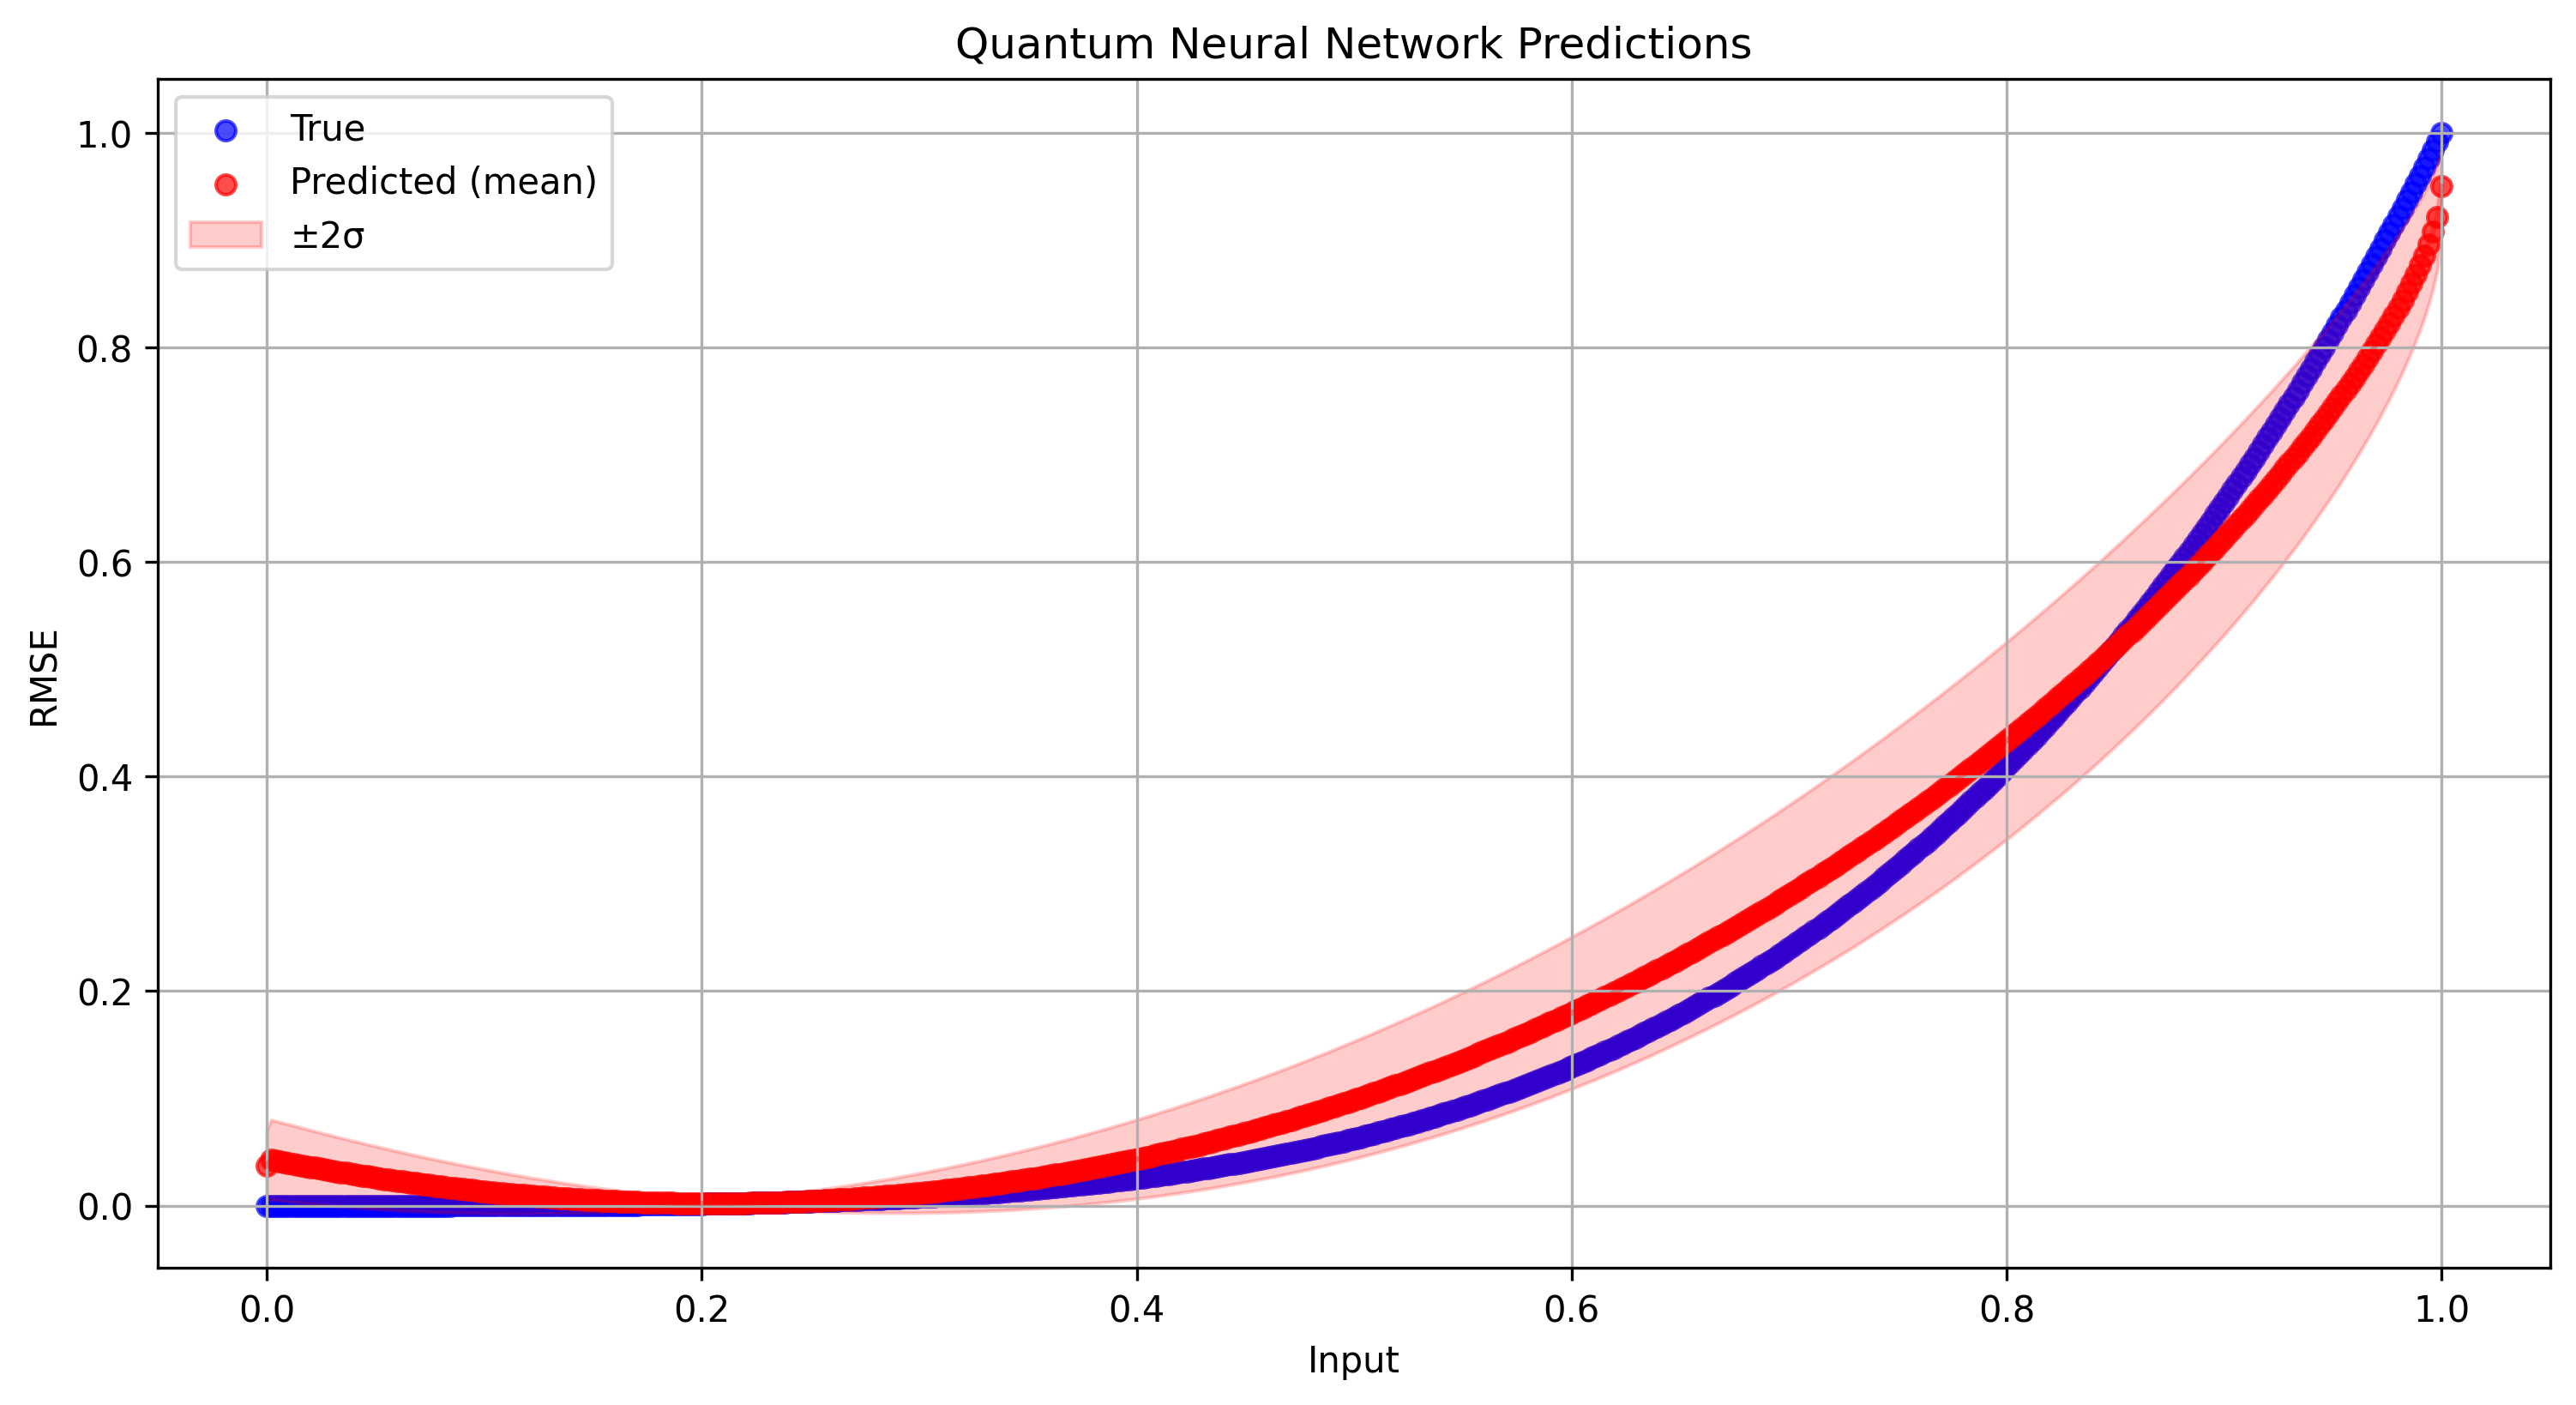 Quantum Neural Network Predictions
True
Predicted (mean)
±2σ
1.0
0.8
0.6
0.4
0.2
0.0
RMSE
0.0 0.2 0.4 0.6 0.8 1.0
Input